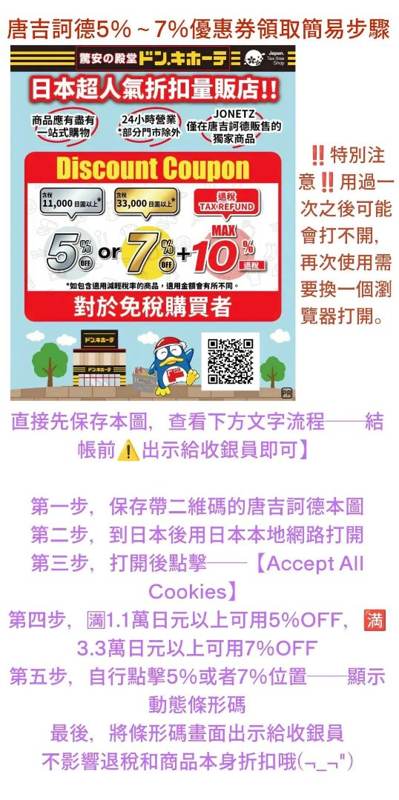 唐吉訶德5%~7%優惠券領取簡易步驟
驚安の殿堂 ドン.キホーテ
Japan. Tax-free Shop
日本超人氣折扣量販店!!
商品應有盡有
一站式購物
24小時營業
*部分門市除外
JONETZ
僅在唐吉訶德販售的
獨家商品
Discount Coupon
含稅
11,000日圓以上*
含稅
33,000日圓以上*
退稅
TAX REFUND
5% OFF or 7% OFF + MAX 10% 退稅
*如包含適用減輕稅率的商品,適用金額會有所不同。
對於免稅購買者
ドン.キホーテ
‼️特別注
意‼️用過一
次之後可能
會打不開,
再次使用需
要換一個瀏
覽器打開。
直接先保存本圖,查看下方文字流程——結
帳前⚠️出示給收銀員即可】
第一步,保存帶二維碼的唐吉訶德本圖
第二步,到日本後用日本本地網路打開
第三步,打開後點擊——【Accept All
Cookies】
第四步,🈵1.1萬日元以上可用5%OFF,🈵
3.3萬日元以上可用7%OFF
第五步,自行點擊5%或者7%位置——顯示
動態條形碼
最後,將條形碼畫面出示給收銀員
不影響退稅和商品本身折扣哦(¬_¬")